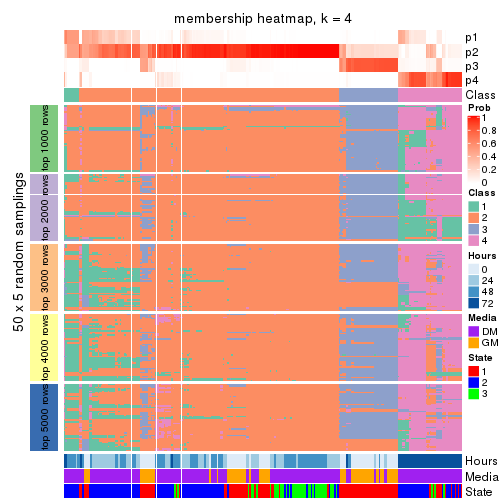 membership heatmap, k = 4
p1
p2
p3
p4
Class
50 x 5 random samplings
top 1000 rows
top 2000 rows
top 3000 rows
top 4000 rows
top 5000 rows
Hours
Media
State
Prob
1
0.8
0.6
0.4
0.2
0
Class
1
2
3
4
Hours
0
24
48
72
Media
DM
GM
State
1
2
3